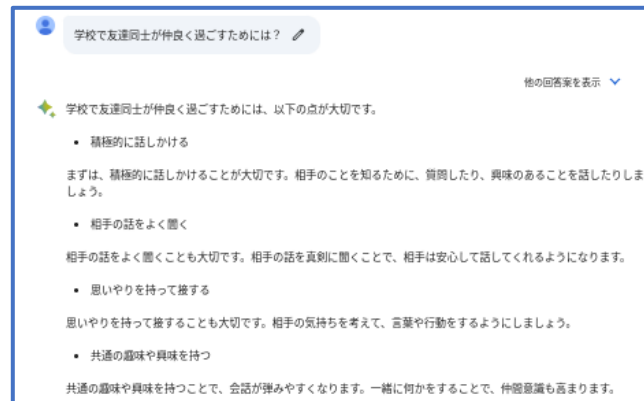 学校で友達同士が仲良く過ごすためには？
他の回答案を表示
学校で友達同士が仲良く過ごすためには、以下の点が大切です。
• 積極的に話しかける
まずは、積極的に話しかけることが大切です。相手のことを知るために、質問したり、興味のあることを話したりしま
しょう。
• 相手の話をよく聞く
相手の話をよく聞くことも大切です。相手の話を真剣に聞くことで、相手は安心して話してくれるようになります。
• 思いやりを持って接する
思いやりを持って接することも大切です。相手の気持ちを考えて、言葉や行動をするようにしましょう。
• 共通の趣味や興味を持つ
共通の趣味や興味を持つことで、会話が弾みやすくなります。一緒に何かをすることで、仲間意識も高まります。